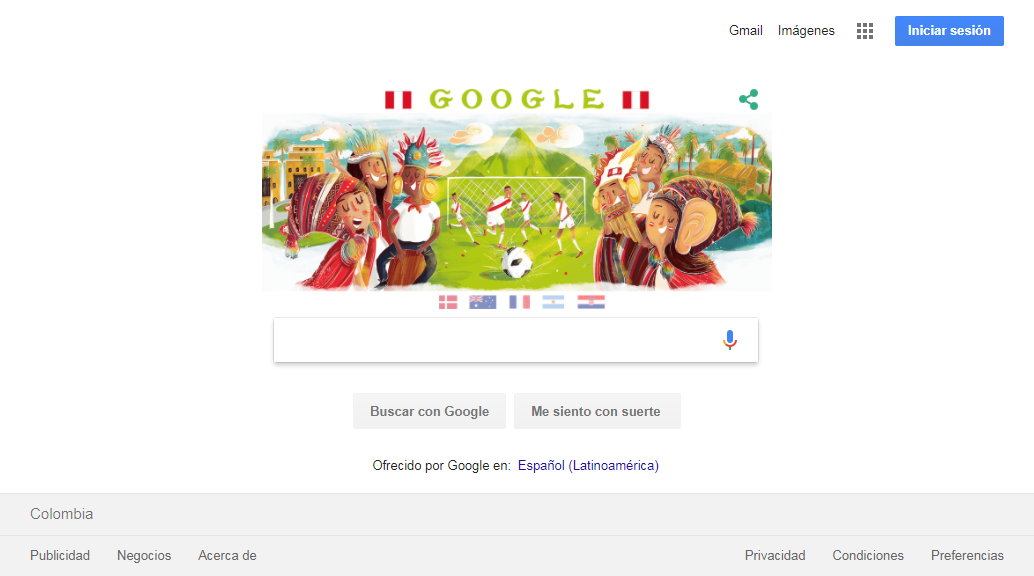 Gmail Imágenes Iniciar sesión
GOOGLE
Buscar con Google Me siento con suerte
Ofrecido por Google en: Español (Latinoamérica)
Colombia
Publicidad Negocios Acerca de Privacidad Condiciones Preferencias